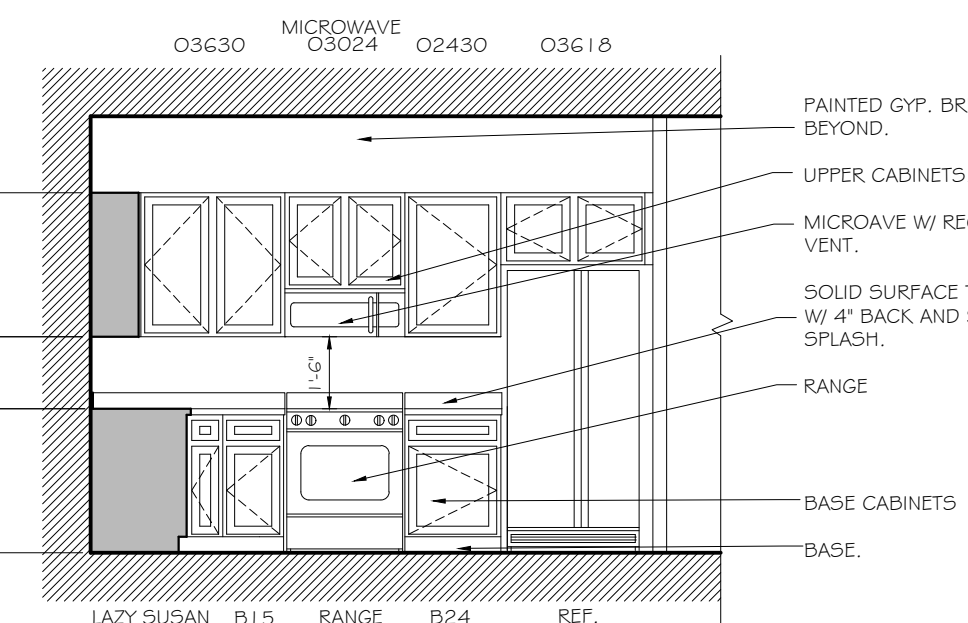 MICROWAVE
O3630 O3024 O2430 O3618
PAINTED GYP. BR
BEYOND.
UPPER CABINETS
MICROAVE W/ REC
VENT.
SOLID SURFACE T
W/ 4" BACK AND S
SPLASH.
1'-6"
RANGE
BASE CABINETS
BASE.
LAZY SUSAN B15 RANGE B24 REF.